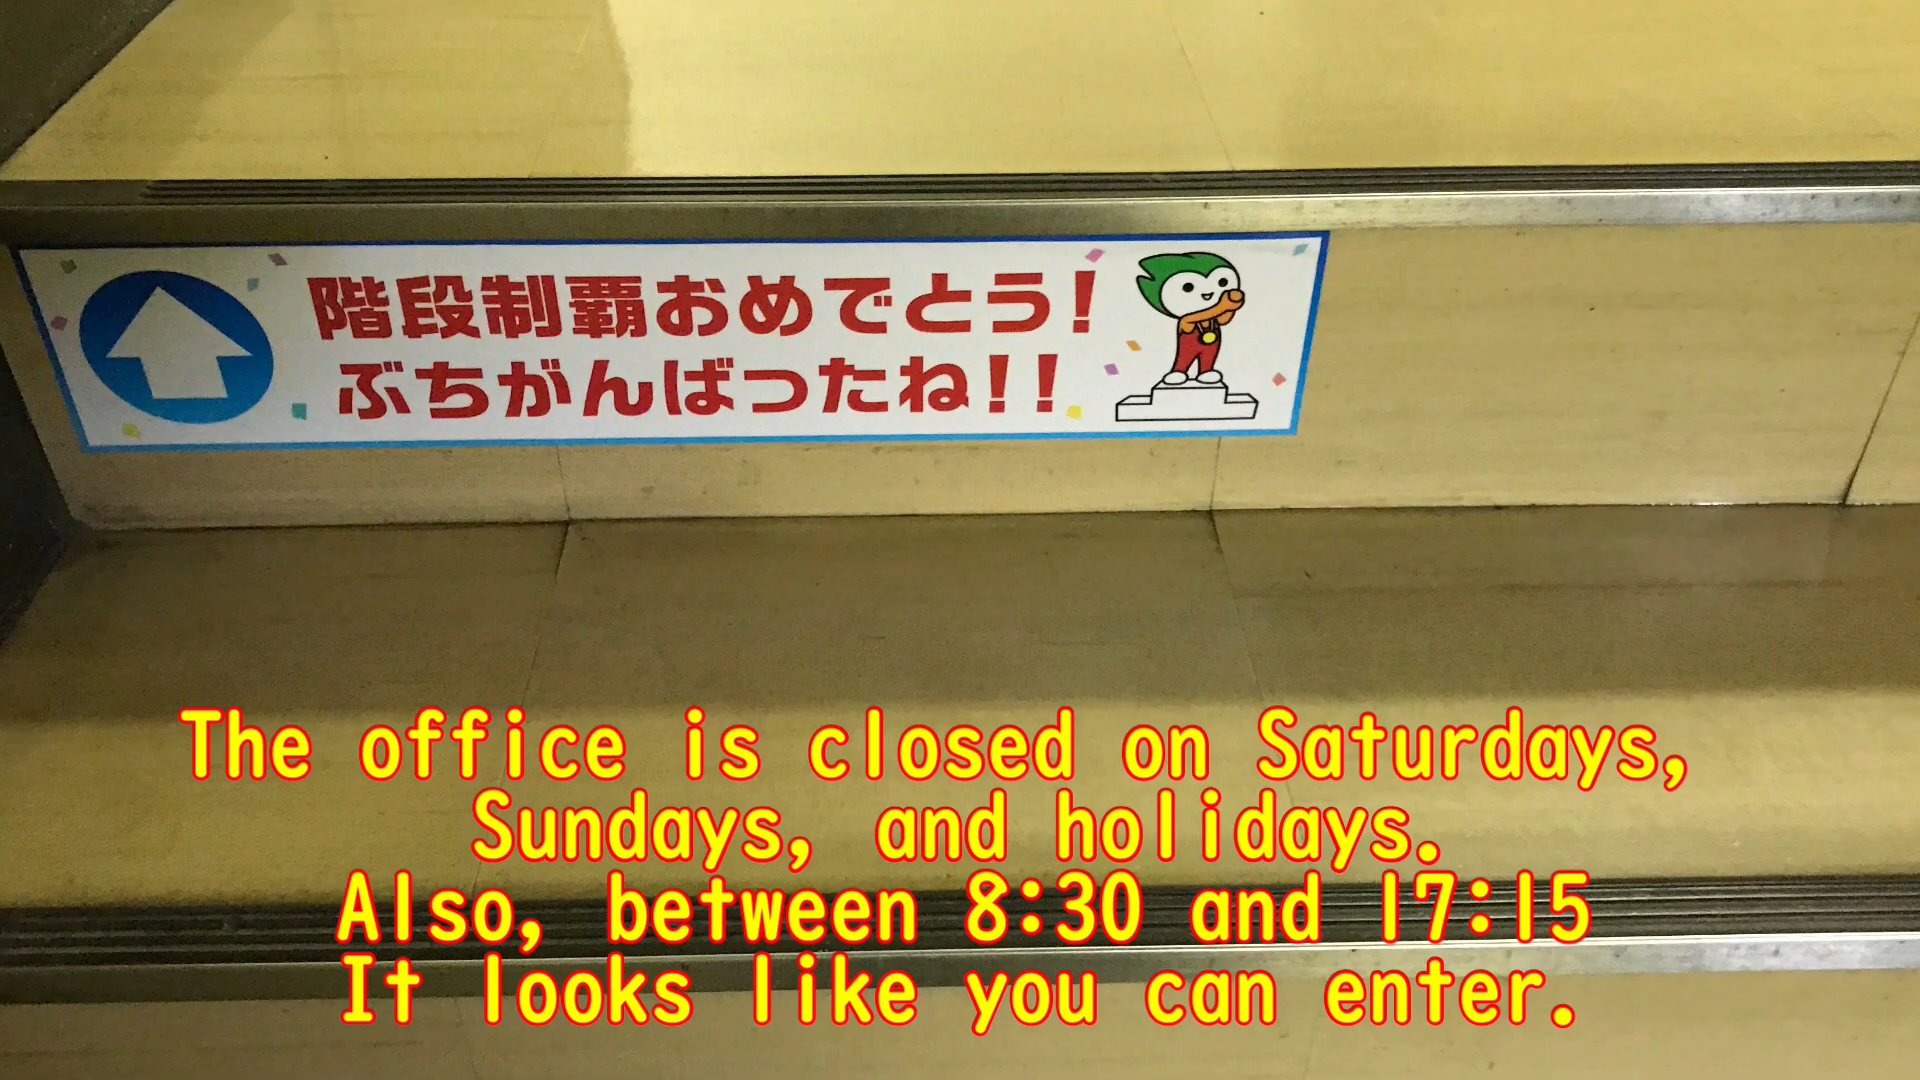 階段制覇おめでとう!
ぶちがんばったね!!
The office is closed on Saturdays,
Sundays, and holidays.
Also, between 8:30 and 17:15
It looks like you can enter.